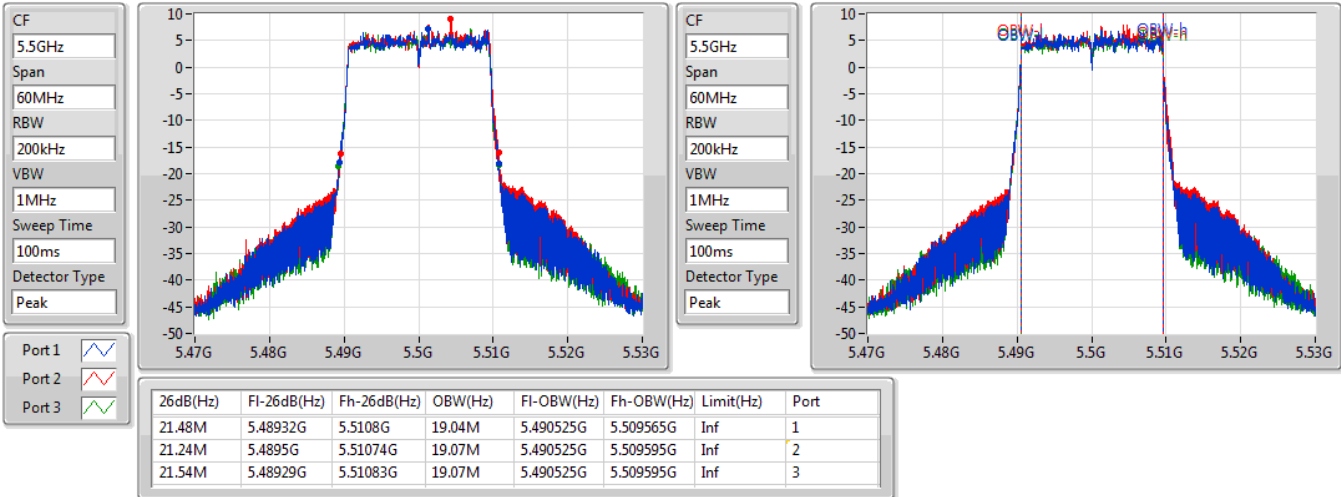 CF
5.5GHz
Span
60MHz
RBW
200kHz
VBW
1MHz
Sweep Time
100ms
Detector Type
Peak
10
5
0
-5
-10
-15
-20
-25
-30
-35
-40
-45
-50
5.47G 5.48G 5.49G 5.5G 5.51G 5.52G 5.53G
CF
5.5GHz
Span
60MHz
RBW
200kHz
VBW
1MHz
Sweep Time
100ms
Detector Type
Peak
10
5
0
-5
-10
-15
-20
-25
-30
-35
-40
-45
-50
OBW-l OBW-h
5.47G 5.48G 5.49G 5.5G 5.51G 5.52G 5.53G
Port 1
Port 2
Port 3
26dB(Hz) Fl-26dB(Hz) Fh-26dB(Hz) OBW(Hz) Fl-OBW(Hz) Fh-OBW(Hz) Limit(Hz) Port
21.48M 5.48932G 5.5108G 19.04M 5.490525G 5.509565G Inf 1
21.24M 5.4895G 5.51074G 19.07M 5.490525G 5.509595G Inf 2
21.54M 5.48929G 5.51083G 19.07M 5.490525G 5.509595G Inf 3